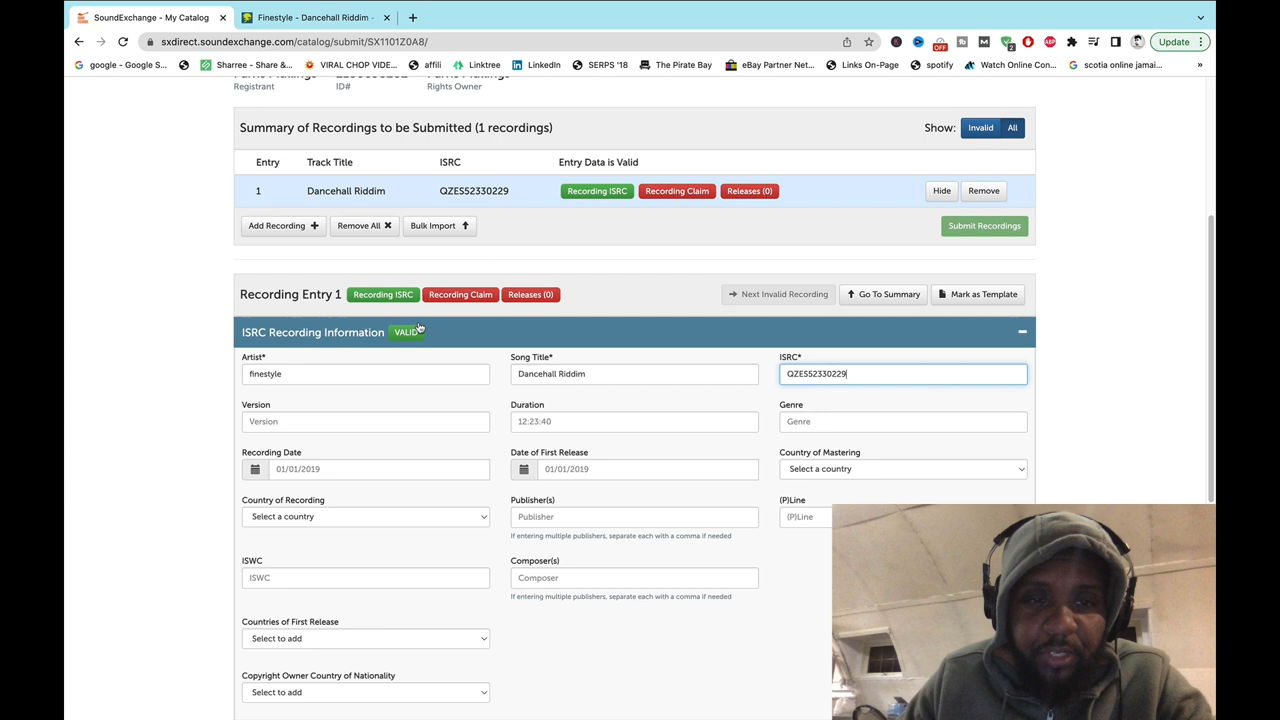 SoundExchange - My Catalog
Finestyle - Dancehall Riddim -
sxdirect.soundexchange.com/catalog/submit/SX1101Z0A8/
OFF
2
ABP
Update
google - Google S...
Sharree - Share &...
VIRAL CHOP VIDE...
affili
Linktree
LinkedIn
SERPS '18
The Pirate Bay
eBay Partner Net...
Links On-Page
spotify
Watch Online Con...
scotia online jamai...
»
Registrant
ID#
Rights Owner
Summary of Recordings to be Submitted (1 recordings)
Show:
Invalid
All
Entry
Track Title
ISRC
Entry Data is Valid
1
Dancehall Riddim
QZES52330229
Recording ISRC
Recording Claim
Releases (0)
Hide
Remove
Add Recording
Remove All
Bulk Import
Submit Recordings
Recording Entry 1
Recording ISRC
Recording Claim
Releases (0)
Next Invalid Recording
Go To Summary
Mark as Template
ISRC Recording Information
VALID
Artist*
Song Title*
ISRC*
finestyle
Dancehall Riddim
QZES52330229
Version
Duration
Genre
Version
12:23:40
Genre
Recording Date
Date of First Release
Country of Mastering
01/01/2019
01/01/2019
Select a country
Country of Recording
Publisher(s)
(P)Line
Select a country
Publisher
(P)Line
If entering multiple publishers, separate each with a comma if needed
ISWC
Composer(s)
ISWC
Composer
If entering multiple publishers, separate each with a comma if needed
Countries of First Release
Select to add
Copyright Owner Country of Nationality
Select to add